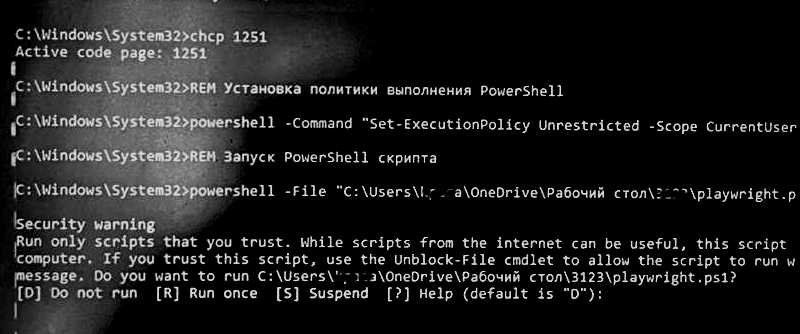 C:\Windows\System32>chcp 1251
Active code page: 1251
C:\Windows\System32>REM Установка политики выполнения PowerShell
C:\Windows\System32>powershell -Command "Set-ExecutionPolicy Unrestricted -Scope CurrentUser
C:\Windows\System32>REM Запуск PowerShell скрипта
C:\Windows\System32>powershell -File "C:\Users\ \OneDrive\Рабочий стол\ \playwright.p
Security warning
Run only scripts that you trust. While scripts from the internet can be useful, this script
computer. If you trust this script, use the Unblock-File cmdlet to allow the script to run w
message. Do you want to run C:\Users\ \OneDrive\Рабочий стол\3123\playwright.ps1?
[D] Do not run [R] Run once [S] Suspend [?] Help (default is "D"):